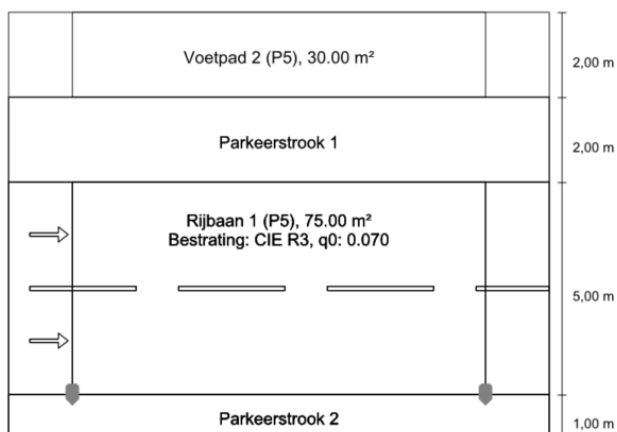 Voetpad 2 (P5), 30.00 m²
2,00 m
Parkeerstrook 1
2,00 m
Rijbaan 1 (P5), 75.00 m²
Bestrating: CIE R3, q0: 0.070
5,00 m
Parkeerstrook 2
1,00 m